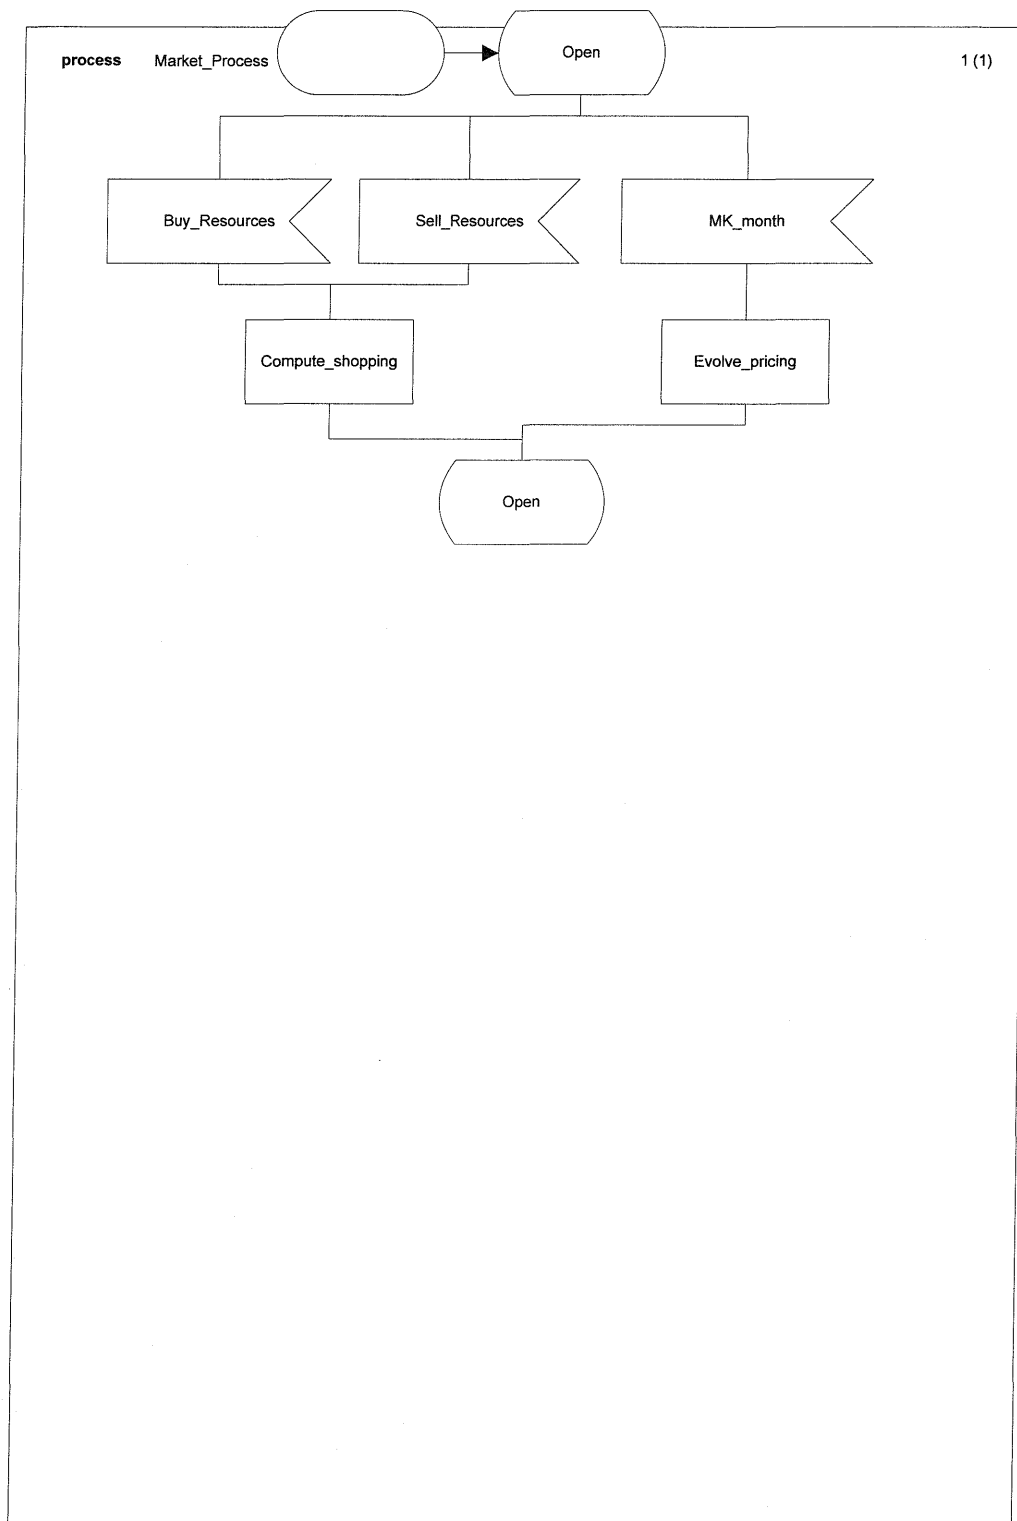 Open
process Market_Process 1 (1)
Buy_Resources Sell_Resources MK_month
Compute_shopping Evolve_pricing
Open